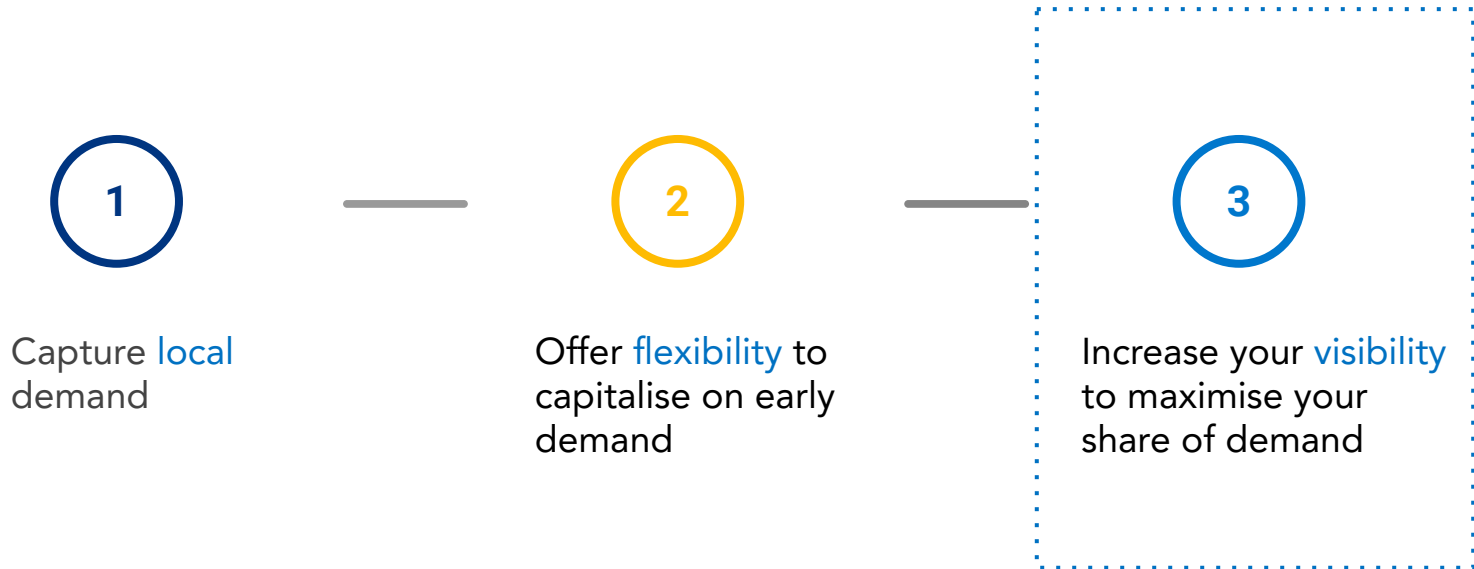 1
Capture local
demand
2
Offer flexibility to
capitalise on early
demand
3
Increase your visibility
to maximise your
share of demand